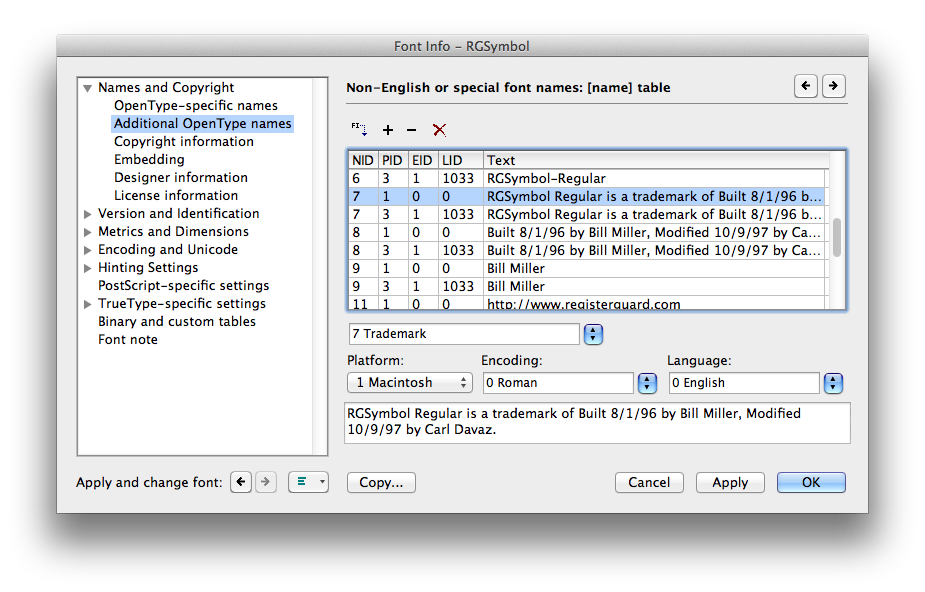 Font Info – RGSymbol
Names and Copyright
OpenType-specific names
Additional OpenType names
Copyright information
Embedding
Designer information
License information
Version and Identification
Metrics and Dimensions
Encoding and Unicode
Hinting Settings
PostScript-specific settings
TrueType-specific settings
Binary and custom tables
Font note
Non-English or special font names: [name] table
NID PID EID LID Text
6 3 1 1033 RGSymbol-Regular
7 1 0 0 RGSymbol Regular is a trademark of Built 8/1/96 b...
7 3 1 1033 RGSymbol Regular is a trademark of Built 8/1/96 b...
8 1 0 0 Built 8/1/96 by Bill Miller, Modified 10/9/97 by Ca...
8 3 1 1033 Built 8/1/96 by Bill Miller, Modified 10/9/97 by Ca...
9 1 0 0 Bill Miller
9 3 1 1033 Bill Miller
11 1 0 0 http://www.registerguard.com
7 Trademark
Platform: Encoding: Language:
1 Macintosh 0 Roman 0 English
RGSymbol Regular is a trademark of Built 8/1/96 by Bill Miller, Modified
10/9/97 by Carl Davaz.
Apply and change font: Copy... Cancel Apply OK